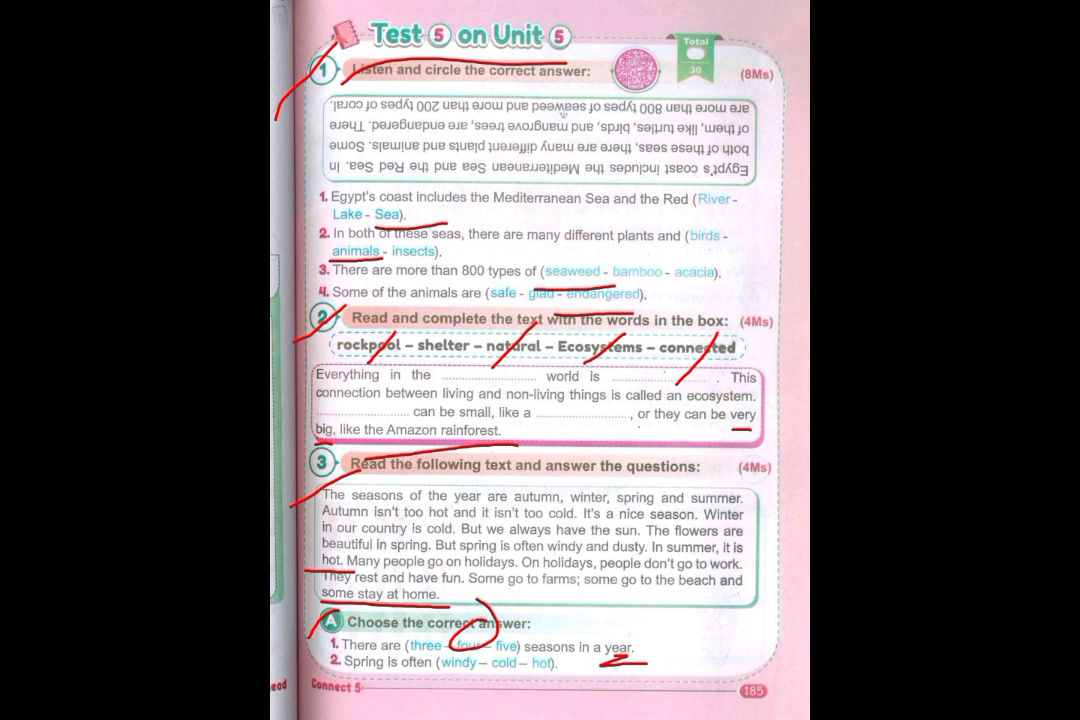 Test 5 on Unit 5
Total
30
1 Listen and circle the correct answer: (8Ms)
Egypt's coast includes the Mediterranean Sea and the Red Sea. In
both of these seas, there are many different plants and animals. Some
of them, like turtles, birds, and mangrove trees, are endangered. There
are more than 800 types of seaweed and more than 200 types of coral.
1. Egypt's coast includes the Mediterranean Sea and the Red (River -
Lake - Sea).
2. In both of these seas, there are many different plants and (birds -
animals - insects).
3. There are more than 800 types of (seaweed - bamboo - acacia).
4. Some of the animals are (safe - glad - endangered).
2 Read and complete the text with the words in the box: (4Ms)
rockpool – shelter – natural – Ecosystems – connected
Everything in the ........................ world is ........................ . This
connection between living and non-living things is called an ecosystem.
........................ can be small, like a ........................, or they can be very
big, like the Amazon rainforest.
3 Read the following text and answer the questions: (4Ms)
The seasons of the year are autumn, winter, spring and summer.
Autumn isn't too hot and it isn't too cold. It's a nice season. Winter
in our country is cold. But we always have the sun. The flowers are
beautiful in spring. But spring is often windy and dusty. In summer, it is
hot. Many people go on holidays. On holidays, people don't go to work.
They rest and have fun. Some go to farms; some go to the beach and
some stay at home.
A Choose the correct answer:
1. There are (three – four – five) seasons in a year.
2. Spring is often (windy – cold – hot).
ead
Connect 5
185